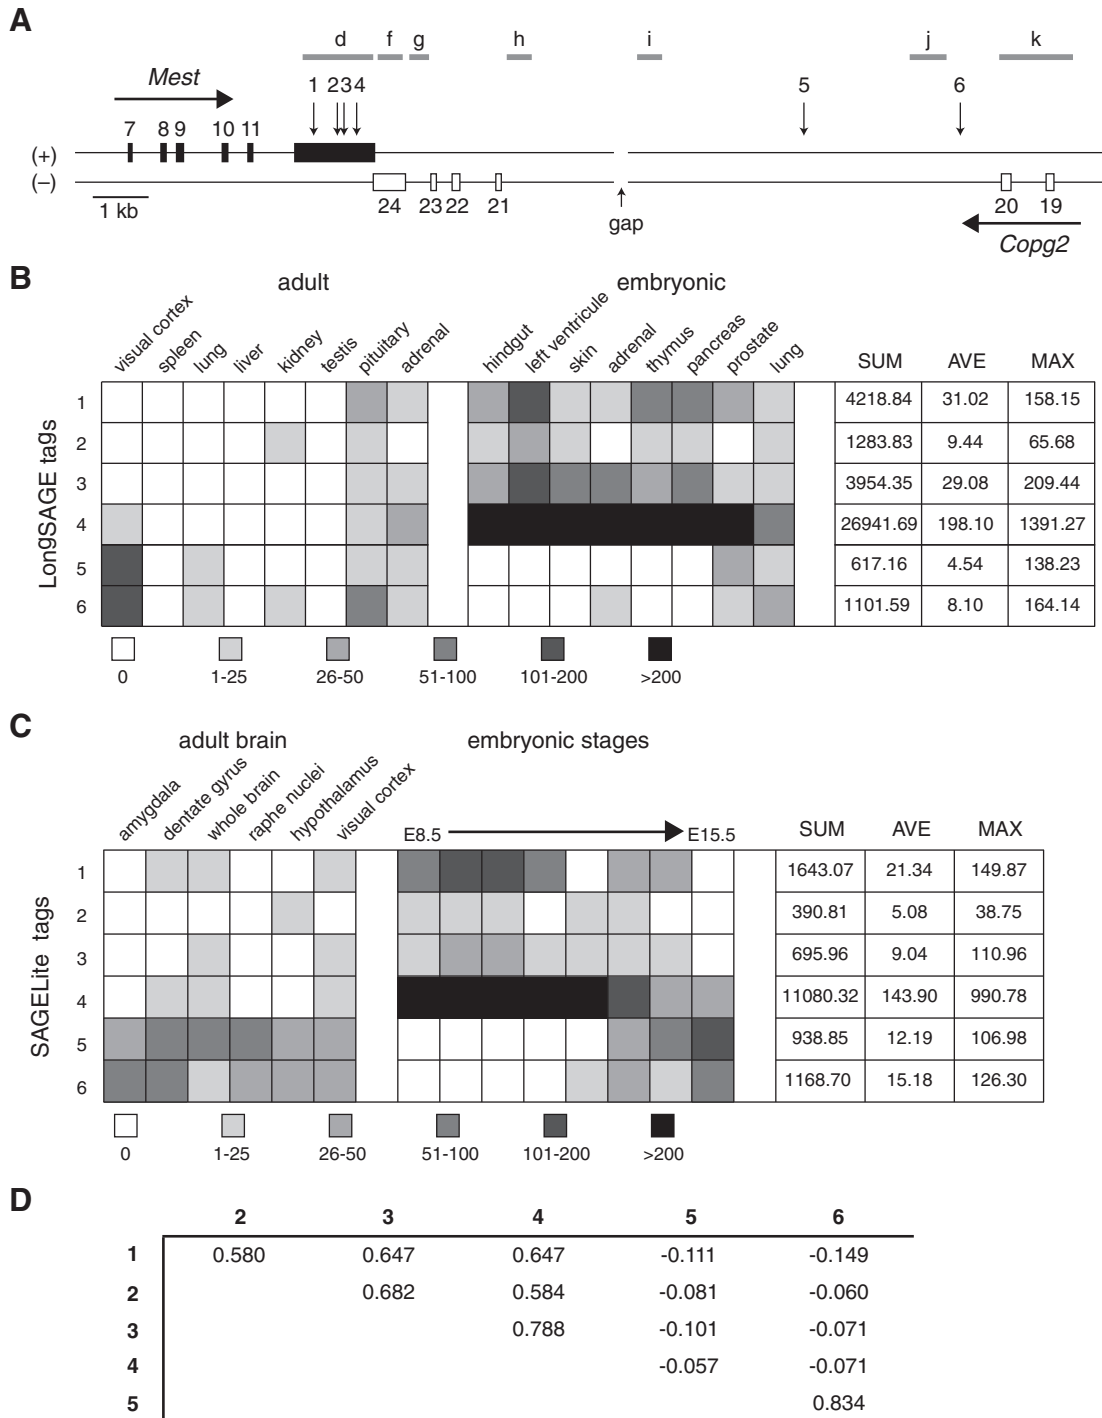 A
d f g h i j k
Mest
1 2 3 4 5 6
7 8 9 10 11
(+)
(−)
1 kb
24 23 22 21 20 19
gap
Copg2
B
adult embryonic
visual cortex spleen lung liver kidney testis pituitary adrenal hindgut left ventricule skin adrenal thymus pancreas prostate lung
SUM AVE MAX
LongSAGE tags
1 4218.84 31.02 158.15
2 1283.83 9.44 65.68
3 3954.35 29.08 209.44
4 26941.69 198.10 1391.27
5 617.16 4.54 138.23
6 1101.59 8.10 164.14
0 1-25 26-50 51-100 101-200 >200
C
adult brain embryonic stages
amygdala dentate gyrus whole brain raphe nuclei hypothalamus visual cortex
E8.5 E15.5
SUM AVE MAX
SAGELite tags
1 1643.07 21.34 149.87
2 390.81 5.08 38.75
3 695.96 9.04 110.96
4 11080.32 143.90 990.78
5 938.85 12.19 106.98
6 1168.70 15.18 126.30
0 1-25 26-50 51-100 101-200 >200
D
2 3 4 5 6
1 0.580 0.647 0.647 -0.111 -0.149
2 0.682 0.584 -0.081 -0.060
3 0.788 -0.101 -0.071
4 -0.057 -0.071
5 0.834